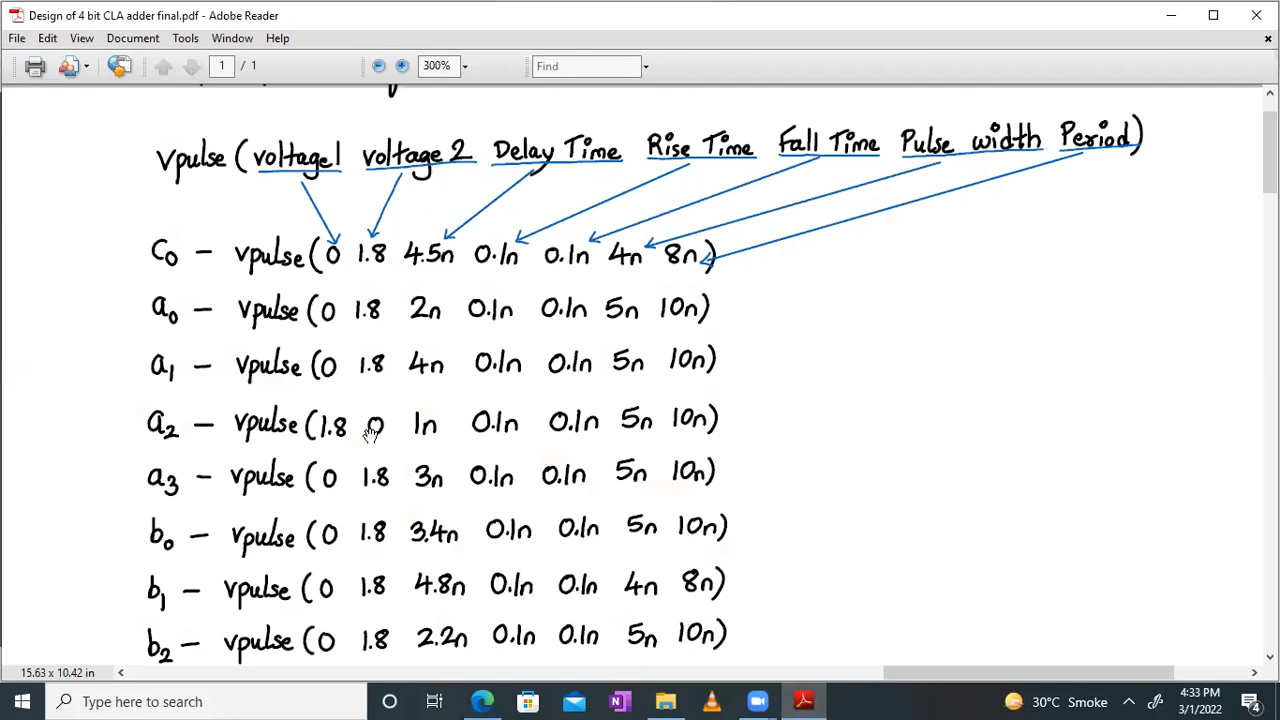 Design of 4 bit CLA adder final.pdf - Adobe Reader
File Edit View Document Tools Window Help
1 / 1 300% Find
vpulse ( voltage1 voltage 2 Delay Time Rise Time Fall Time Pulse width Period)
C0 – vpulse (0 1.8 4.5n 0.1n 0.1n 4n 8n)
a0 – vpulse (0 1.8 2n 0.1n 0.1n 5n 10n)
a1 – vpulse (0 1.8 4n 0.1n 0.1n 5n 10n)
a2 – vpulse (1.8 0 1n 0.1n 0.1n 5n 10n)
a3 – vpulse (0 1.8 3n 0.1n 0.1n 5n 10n)
b0 – vpulse (0 1.8 3.4n 0.1n 0.1n 5n 10n)
b1 – vpulse (0 1.8 4.8n 0.1n 0.1n 4n 8n)
b2 – vpulse (0 1.8 2.2n 0.1n 0.1n 5n 10n)
15.63 x 10.42 in
Type here to search
30°C Smoke
4:33 PM
3/1/2022
4